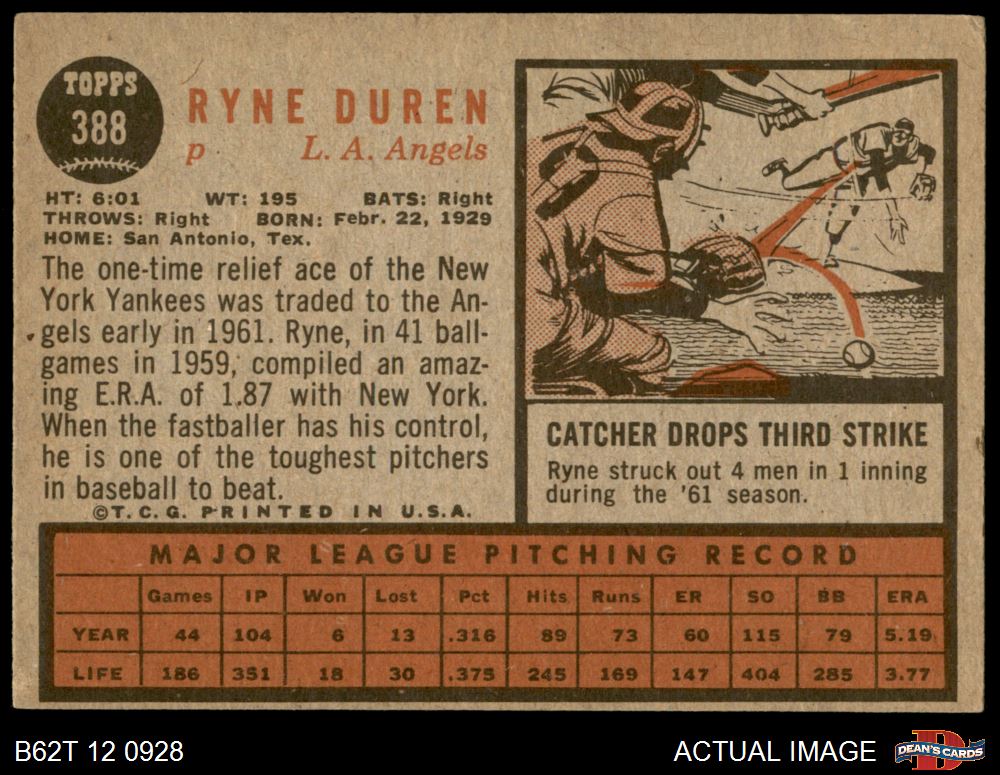 TOPPS
388
RYNE DUREN
p L. A. Angels
HT: 6:01 WT: 195 BATS: Right
THROWS: Right BORN: Febr. 22, 1929
HOME: San Antonio, Tex.
The one-time relief ace of the New
York Yankees was traded to the An-
gels early in 1961. Ryne, in 41 ball-
games in 1959, compiled an amaz-
ing E.R.A. of 1.87 with New York.
When the fastballer has his control,
he is one of the toughest pitchers
in baseball to beat.
©T.C.G. PRINTED IN U.S.A.
CATCHER DROPS THIRD STRIKE
Ryne struck out 4 men in 1 inning
during the '61 season.
MAJOR LEAGUE PITCHING RECORD
Games IP Won Lost Pct Hits Runs ER SO BB ERA
YEAR 44 104 6 13 .316 89 73 60 115 79 5.19
LIFE 186 351 18 30 .375 245 169 147 404 285 3.77
B62T 12 0928 ACTUAL IMAGE
D
DEAN'S CARDS